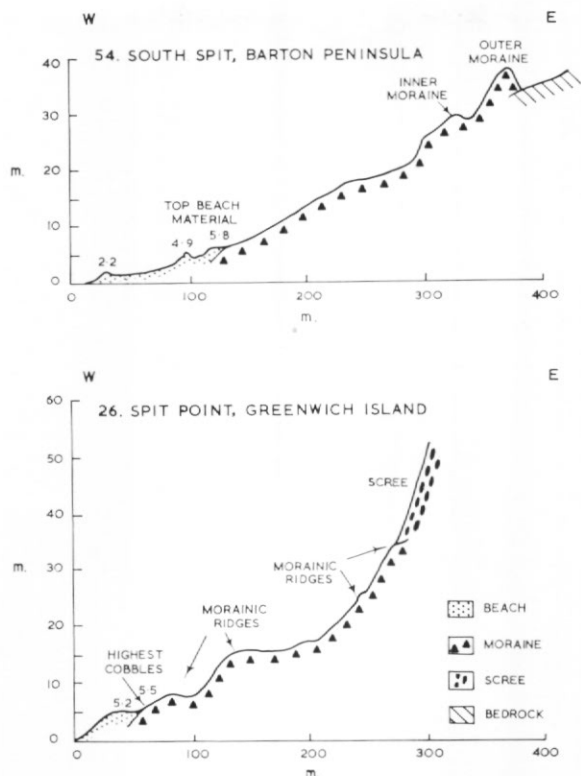 W E
54. SOUTH SPIT, BARTON PENINSULA
OUTER
MORAINE
INNER
MORAINE
40
30
m.
20
TOP BEACH
MATERIAL
10
2·2 4·9 5·8
0
0 100 200 300 400
m.
W E
60
26. SPIT POINT, GREENWICH ISLAND
50
SCREE
40
m.
30
MORAINIC
RIDGES
20
MORAINIC
RIDGES
HIGHEST
COBBLES
10
5·2 5·5
0
0 100 200 300 400
m.
BEACH
MORAINE
SCREE
BEDROCK